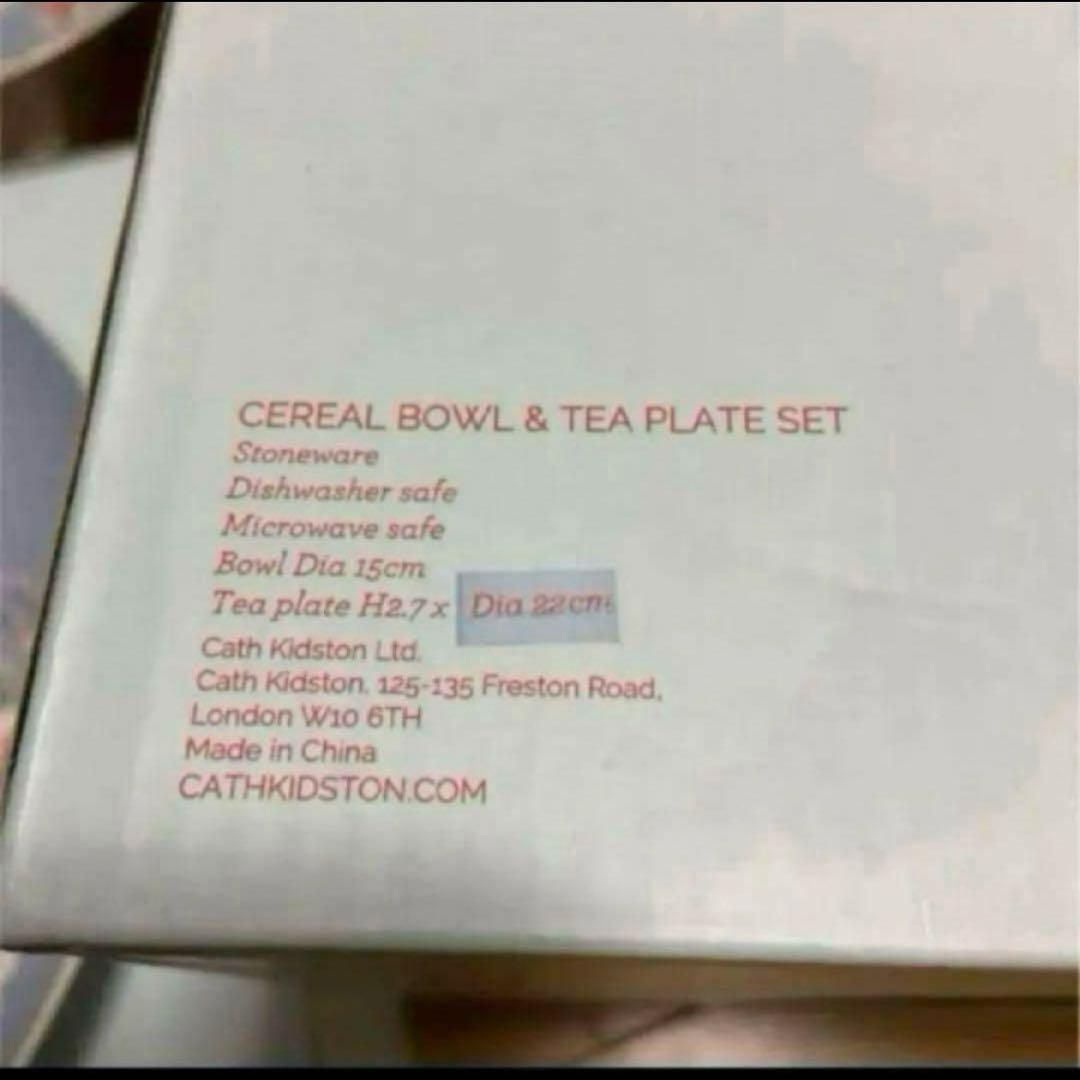 CEREAL BOWL & TEA PLATE SET
Stoneware
Dishwasher safe
Microwave safe
Bowl Dia 15cm
Tea plate H2.7 x Dia 22cm
Cath Kidston Ltd.
Cath Kidston, 125-135 Freston Road,
London W10 6TH
Made in China
CATHKIDSTON.COM